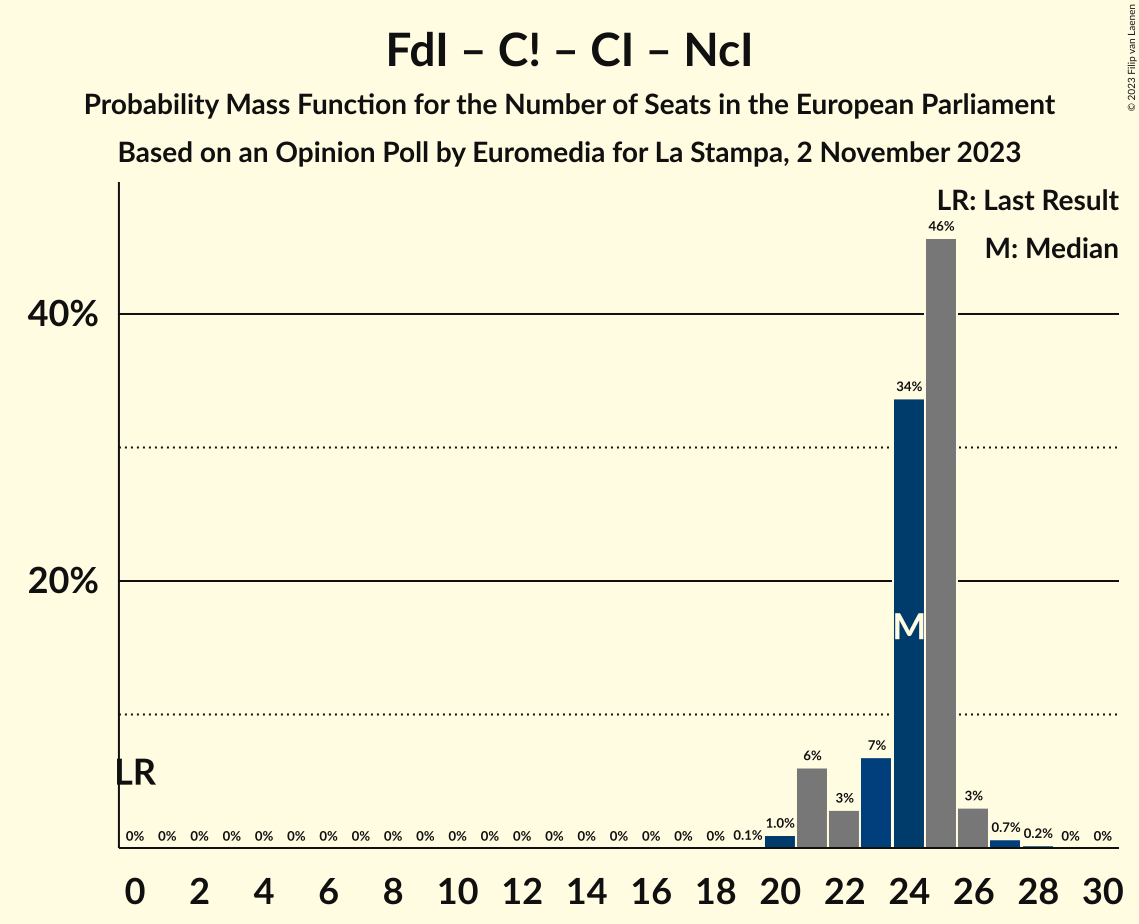 FdI – C! – CI – NcI
Probability Mass Function for the Number of Seats in the European Parliament
Based on an Opinion Poll by Euromedia for La Stampa, 2 November 2023
© 2023 Filip van Laenen
LR: Last Result
M: Median
46%
40%
34%
20%
M
LR
7%
6%
3%
3%
1.0%
0% 0% 0% 0% 0% 0% 0% 0% 0% 0% 0% 0% 0% 0% 0% 0% 0% 0% 0% 0.1% 0.7% 0.2% 0% 0%
0 2 4 6 8 10 12 14 16 18 20 22 24 26 28 30